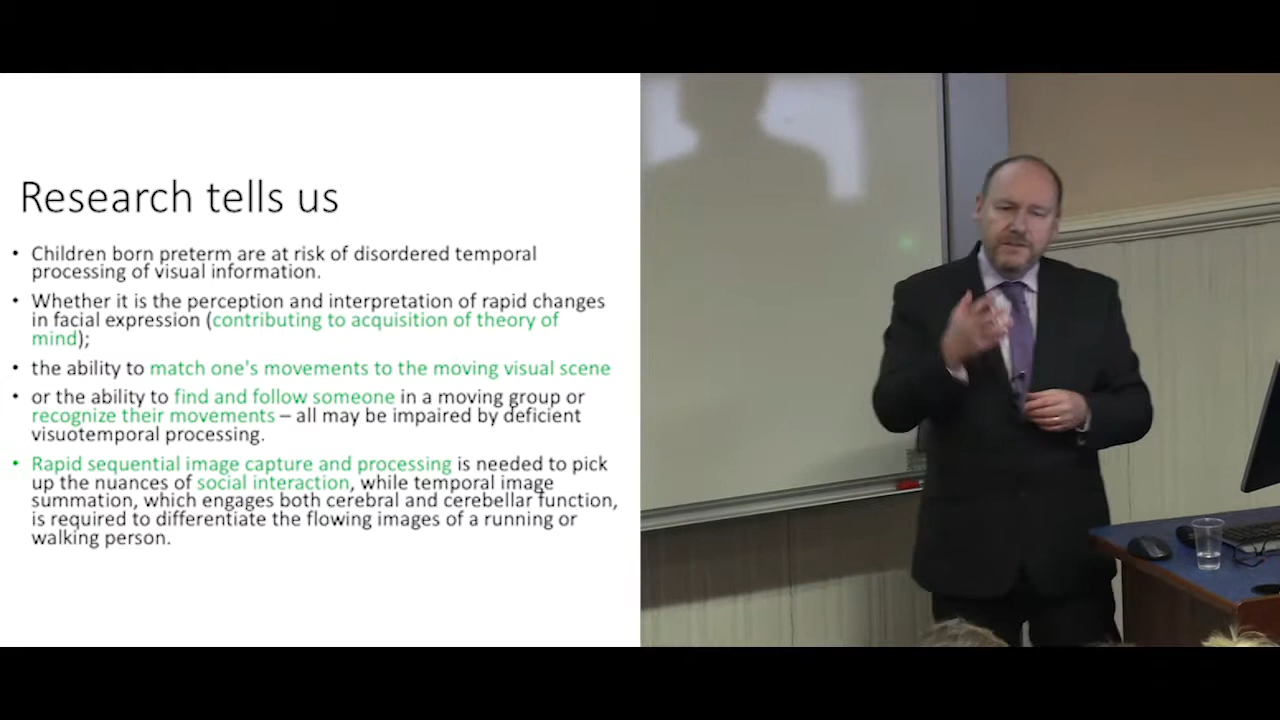 Research tells us
• Children born preterm are at risk of disordered temporal
processing of visual information.
• Whether it is the perception and interpretation of rapid changes
in facial expression (contributing to acquisition of theory of
mind);
• the ability to match one's movements to the moving visual scene
• or the ability to find and follow someone in a moving group or
recognize their movements – all may be impaired by deficient
visuotemporal processing.
• Rapid sequential image capture and processing is needed to pick
up the nuances of social interaction, while temporal image
summation, which engages both cerebral and cerebellar function,
is required to differentiate the flowing images of a running or
walking person.